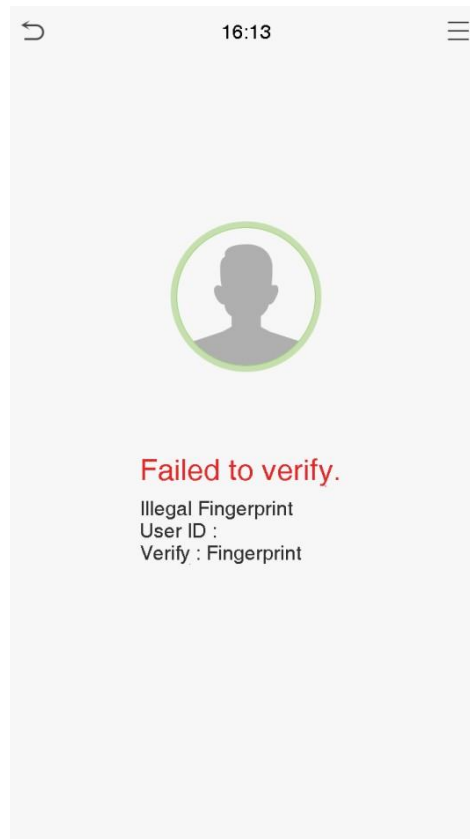 16:13
Failed to verify.
Illegal Fingerprint
User ID :
Verify : Fingerprint